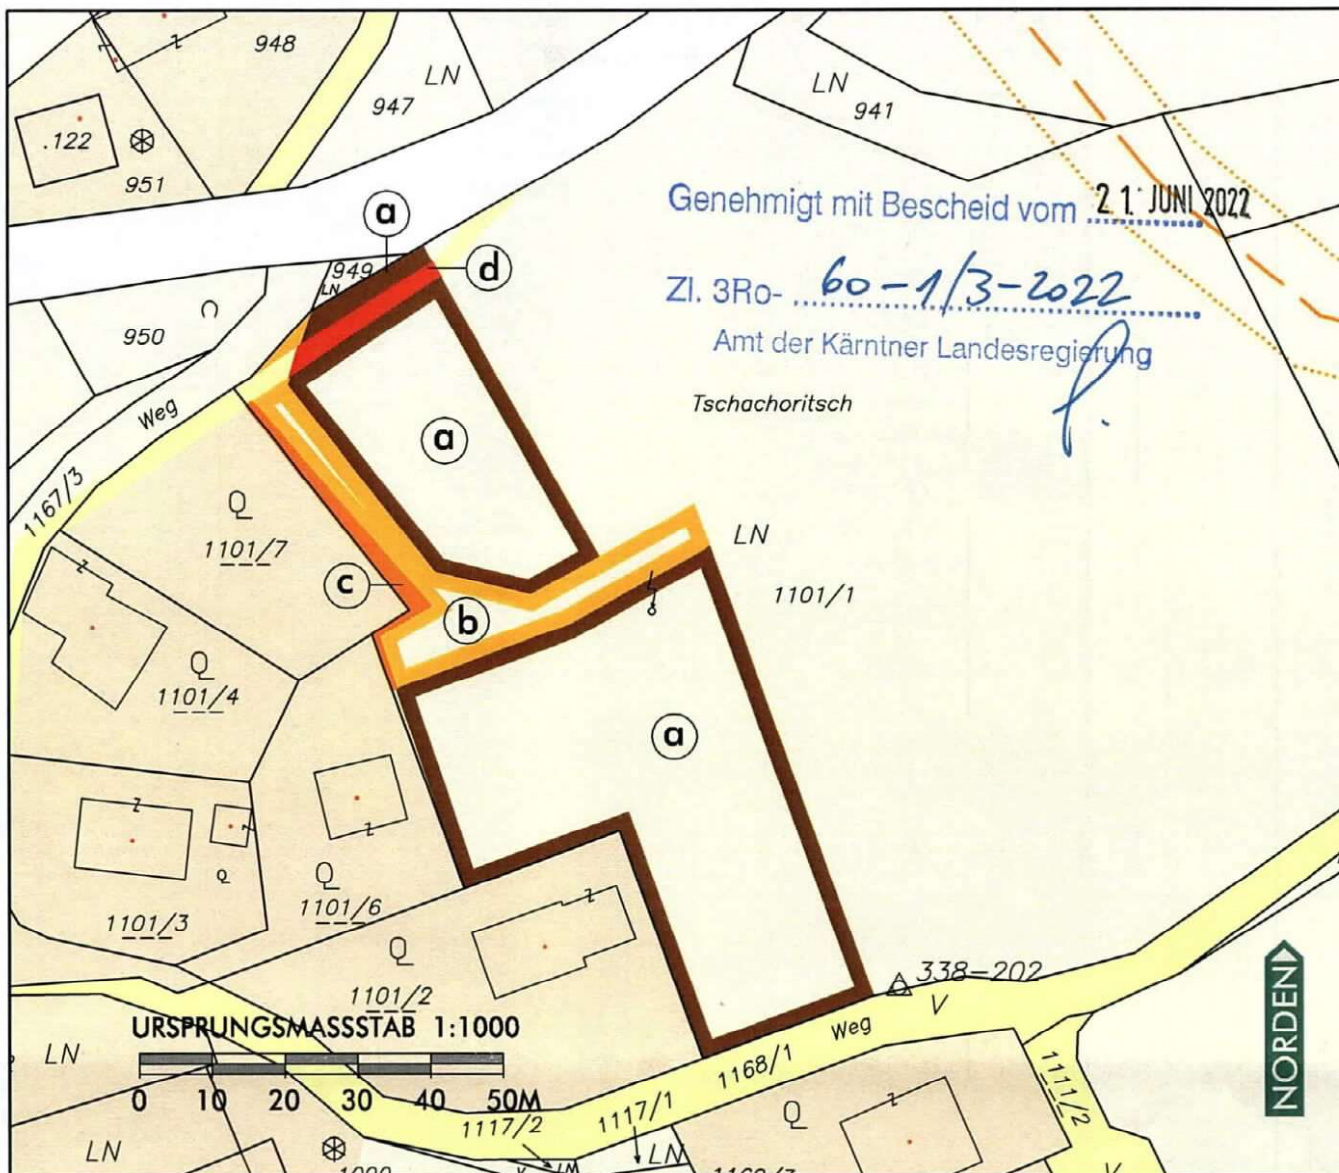 948
LN
947
LN
941
.122
951
Genehmigt mit Bescheid vom 21. JUNI 2022
a
949
LN
d
Zl. 3Ro- 60-1/3-2022
Amt der Kärntner Landesregierung
950
Tschachoritsch
Weg
a
1167/3
1101/7
LN
c
1101/1
b
1101/4
a
1101/3
1101/6
338-202
1101/2
V
Weg
URSPRUNGSMASSSTAB 1:1000
LN
1168/1
1111/2
0 10 20 30 40 50M
1117/1
1117/2
NORDEN
LN
LN
LN